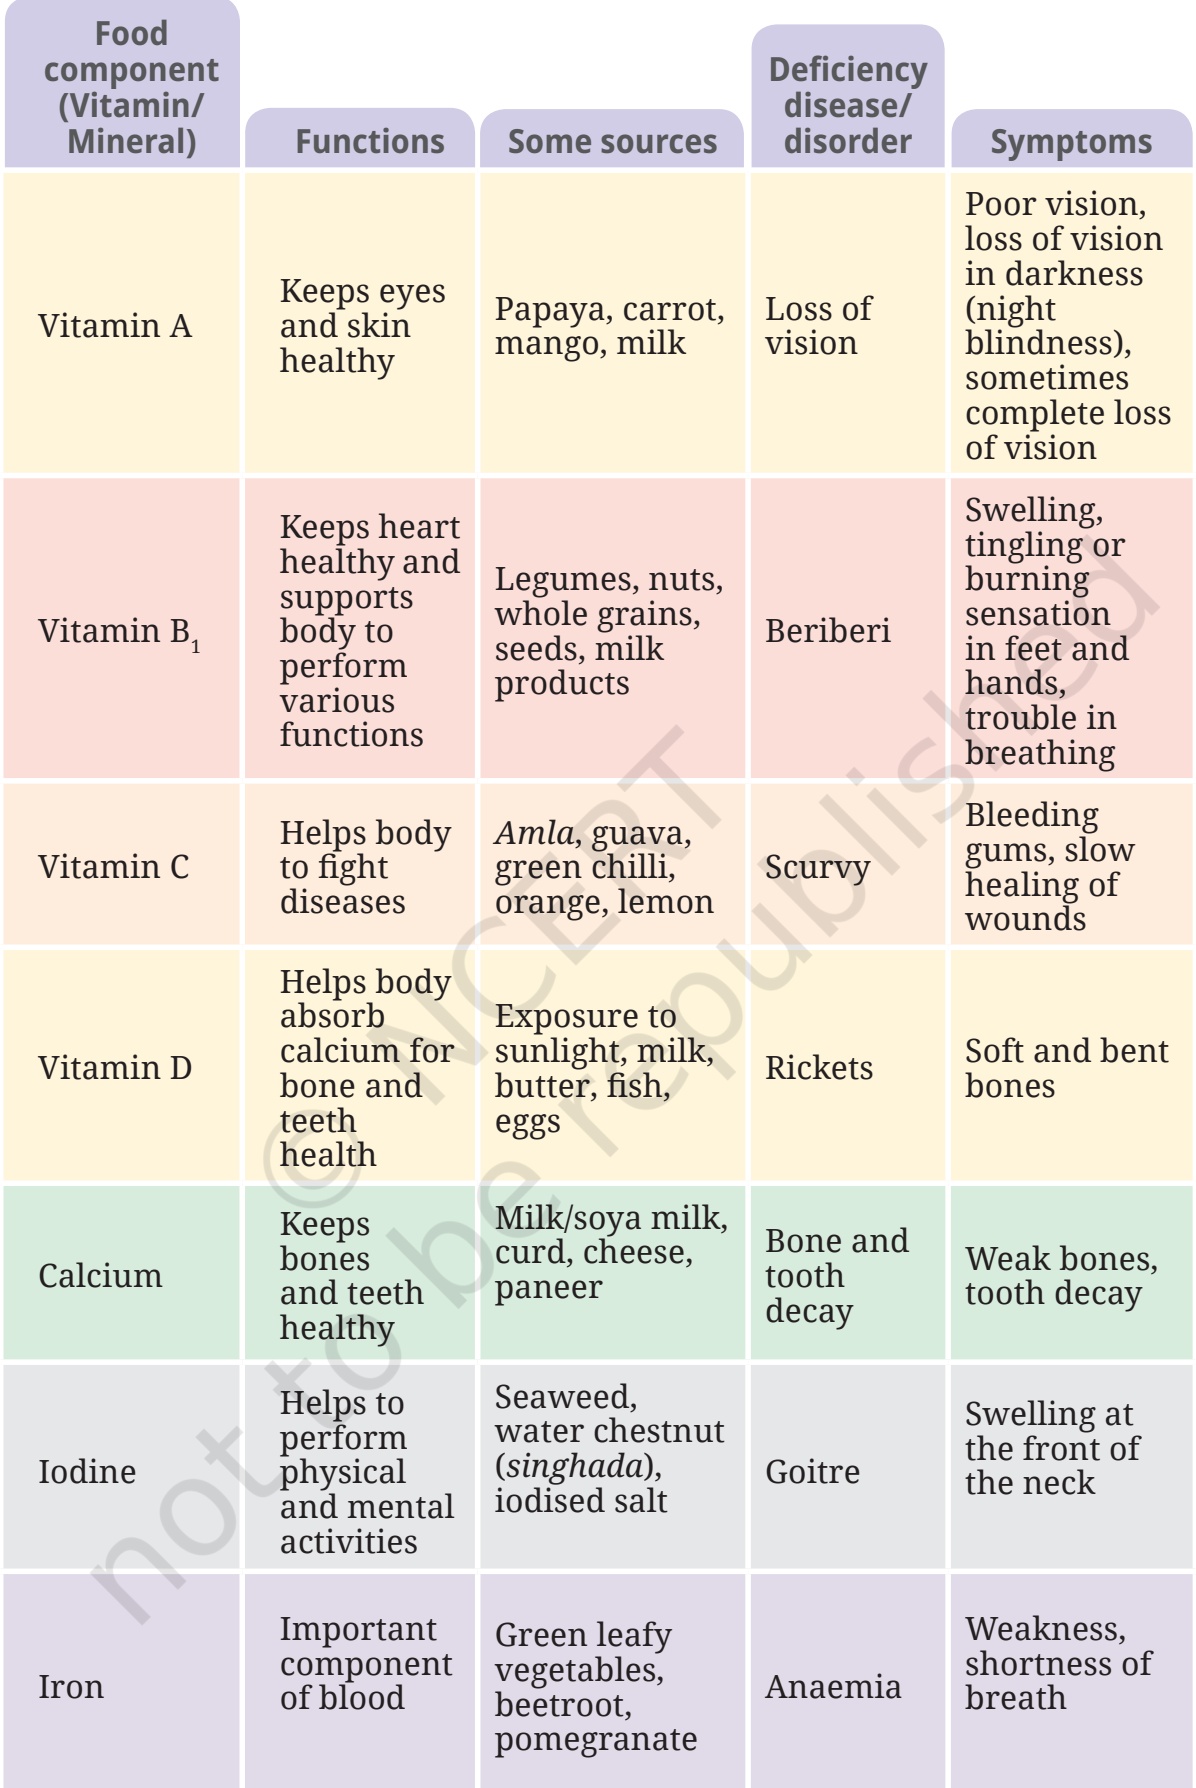 Food
component
(Vitamin/
Mineral)
Functions
Some sources
Deficiency
disease/
disorder
Symptoms
Vitamin A
Keeps eyes
and skin
healthy
Papaya, carrot,
mango, milk
Loss of
vision
Poor vision,
loss of vision
in darkness
(night
blindness),
sometimes
complete loss
of vision
Vitamin B₁
Keeps heart
healthy and
supports
body to
perform
various
functions
Legumes, nuts,
whole grains,
seeds, milk
products
Beriberi
Swelling,
tingling or
burning
sensation
in feet and
hands,
trouble in
breathing
Vitamin C
Helps body
to fight
diseases
Amla, guava,
green chilli,
orange, lemon
Scurvy
Bleeding
gums, slow
healing of
wounds
Vitamin D
Helps body
absorb
calcium for
bone and
teeth
health
Exposure to
sunlight, milk,
butter, fish,
eggs
Rickets
Soft and bent
bones
Calcium
Keeps
bones
and teeth
healthy
Milk/soya milk,
curd, cheese,
paneer
Bone and
tooth
decay
Weak bones,
tooth decay
Iodine
Helps to
perform
physical
and mental
activities
Seaweed,
water chestnut
(singhada),
iodised salt
Goitre
Swelling at
the front of
the neck
Iron
Important
component
of blood
Green leafy
vegetables,
beetroot,
pomegranate
Anaemia
Weakness,
shortness of
breath
© NCERT
not to be republished